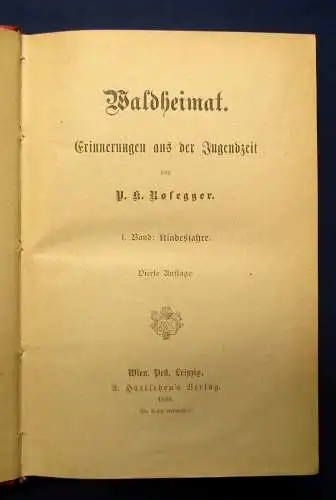 Waldheimat.
Erinnerungen aus der Jugendzeit
von
P. K. Rosegger.
I. Band: Kindesjahre.
Vierte Auflage.
Wien. Pest. Leipzig.
A. Hartleben's Verlag.